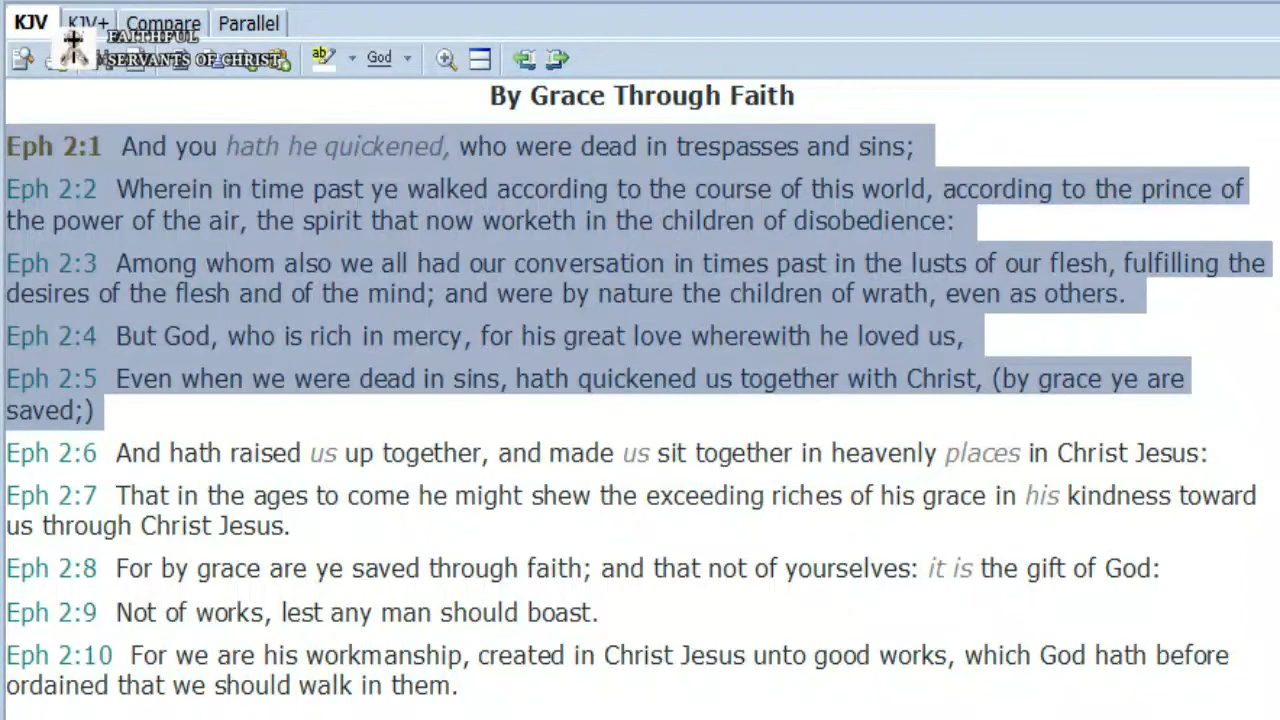 KJV KJV+ Compare Parallel
FAITHFUL
SERVANTS OF CHRIST
ab God
By Grace Through Faith
Eph 2:1 And you hath he quickened, who were dead in trespasses and sins;
Eph 2:2 Wherein in time past ye walked according to the course of this world, according to the prince of
the power of the air, the spirit that now worketh in the children of disobedience:
Eph 2:3 Among whom also we all had our conversation in times past in the lusts of our flesh, fulfilling the
desires of the flesh and of the mind; and were by nature the children of wrath, even as others.
Eph 2:4 But God, who is rich in mercy, for his great love wherewith he loved us,
Eph 2:5 Even when we were dead in sins, hath quickened us together with Christ, (by grace ye are
saved;)
Eph 2:6 And hath raised us up together, and made us sit together in heavenly places in Christ Jesus:
Eph 2:7 That in the ages to come he might shew the exceeding riches of his grace in his kindness toward
us through Christ Jesus.
Eph 2:8 For by grace are ye saved through faith; and that not of yourselves: it is the gift of God:
Eph 2:9 Not of works, lest any man should boast.
Eph 2:10 For we are his workmanship, created in Christ Jesus unto good works, which God hath before
ordained that we should walk in them.